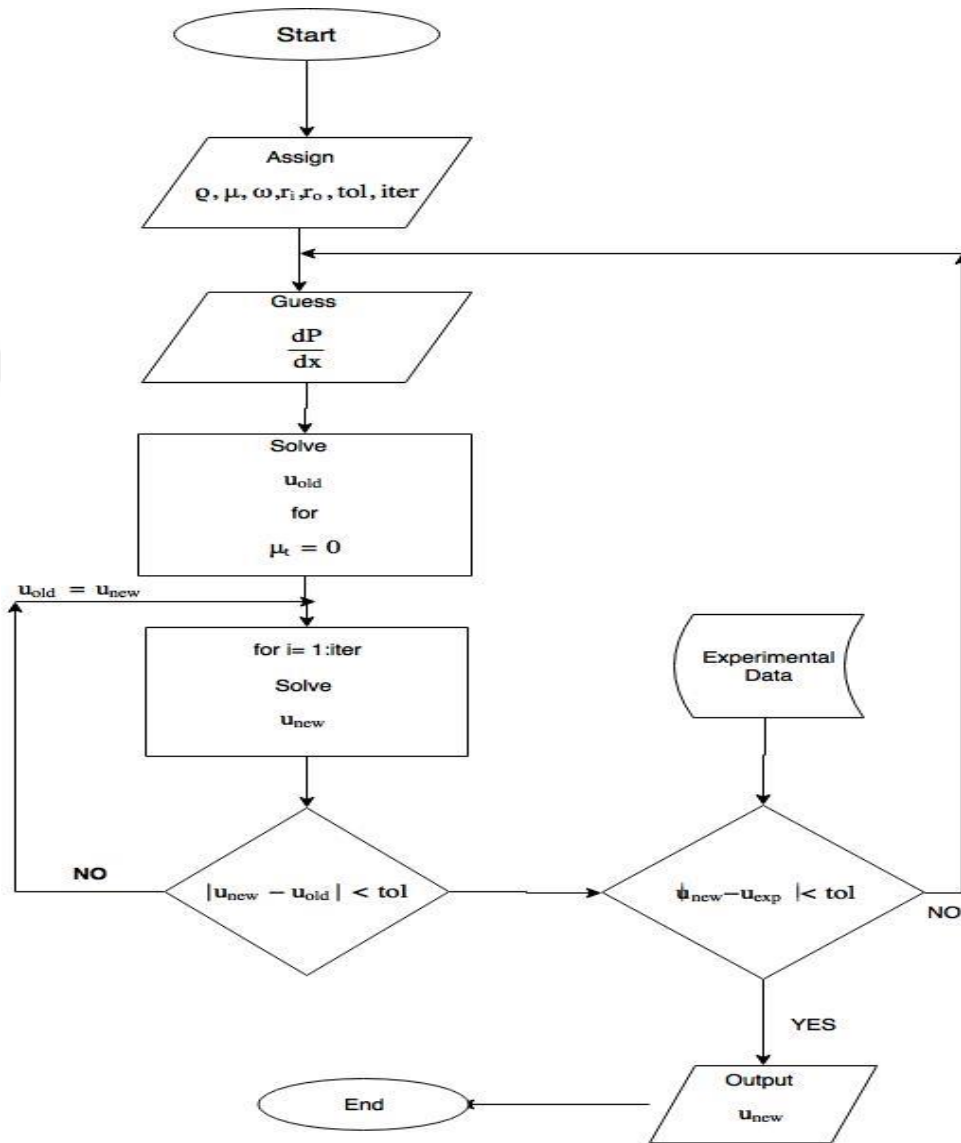 Start
Assign
ϱ, μ, ω,rᵢ,rₒ, tol, iter
Guess
dP
dx
Solve
u_old
for
μₜ = 0
u_old = u_new
for i= 1:iter
Solve
u_new
Experimental
Data
NO
|u_new − u_old| < tol
|u_new−u_exp | < tol
NO
YES
Output
u_new
End